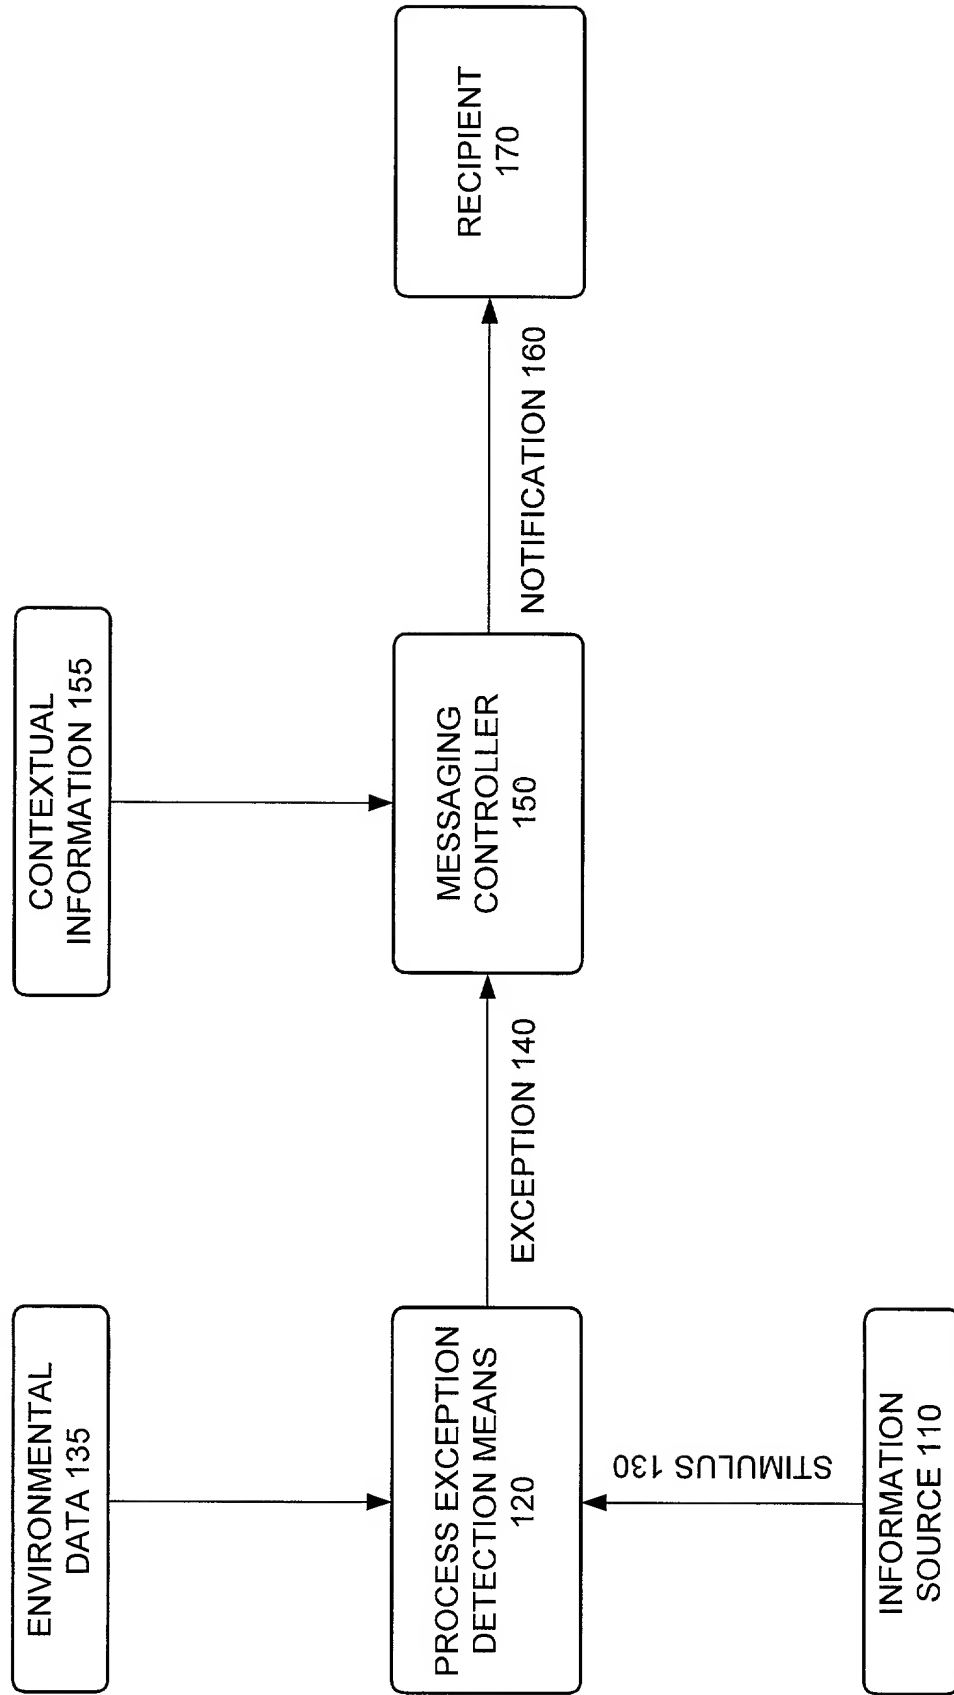 ENVIRONMENTAL
DATA 135
CONTEXTUAL
INFORMATION 155
PROCESS EXCEPTION
DETECTION MEANS
120
EXCEPTION 140
MESSAGING
CONTROLLER
150
NOTIFICATION 160
RECIPIENT
170
STIMULUS 130
INFORMATION
SOURCE 110